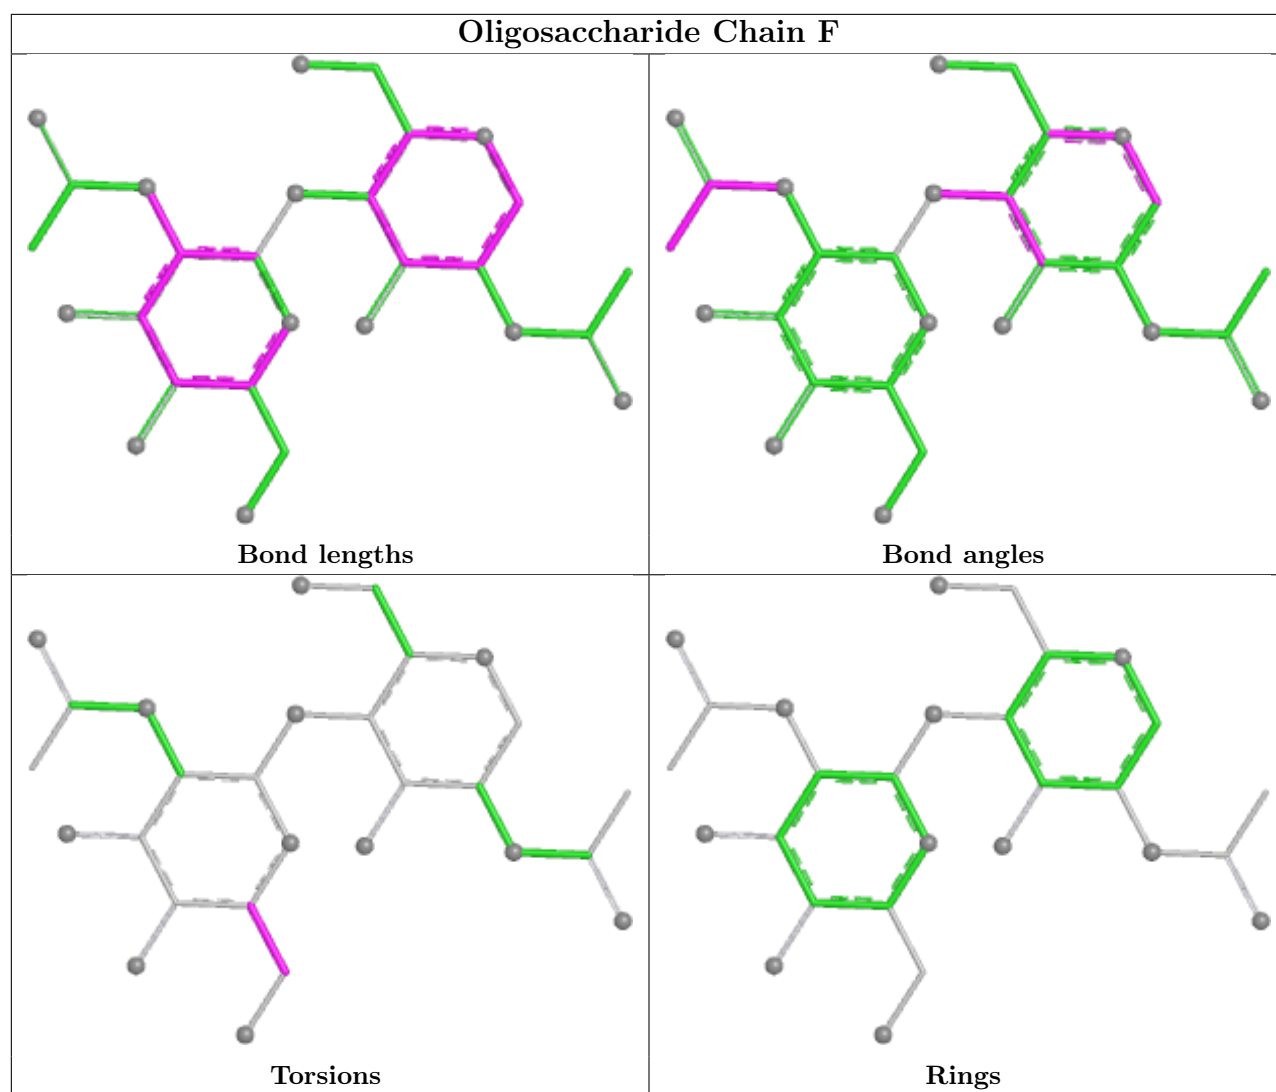 Oligosaccharide Chain F
Bond lengths
Bond angles
Torsions
Rings